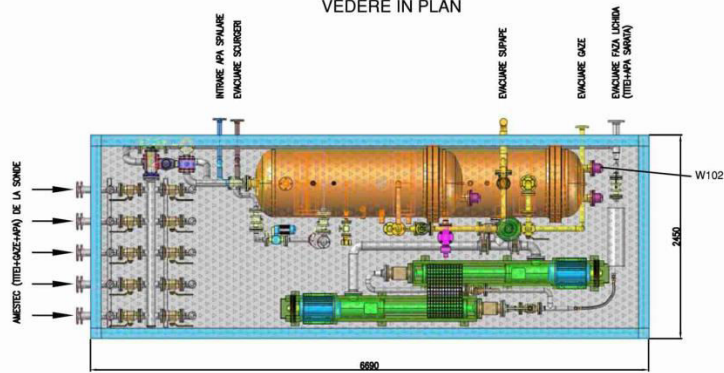 VEDERE IN PLAN
INTRARE APA SPALARE
EVACUARE SCURGERI
EVACUARE SUPAPE
EVACUARE GAZE
EVACUARE FAZA LICHIDA
(TITEI+APA SARATA)
AMESTEC (TITEI+GAZE+APA) DE LA SONDE
W102
2450
6690